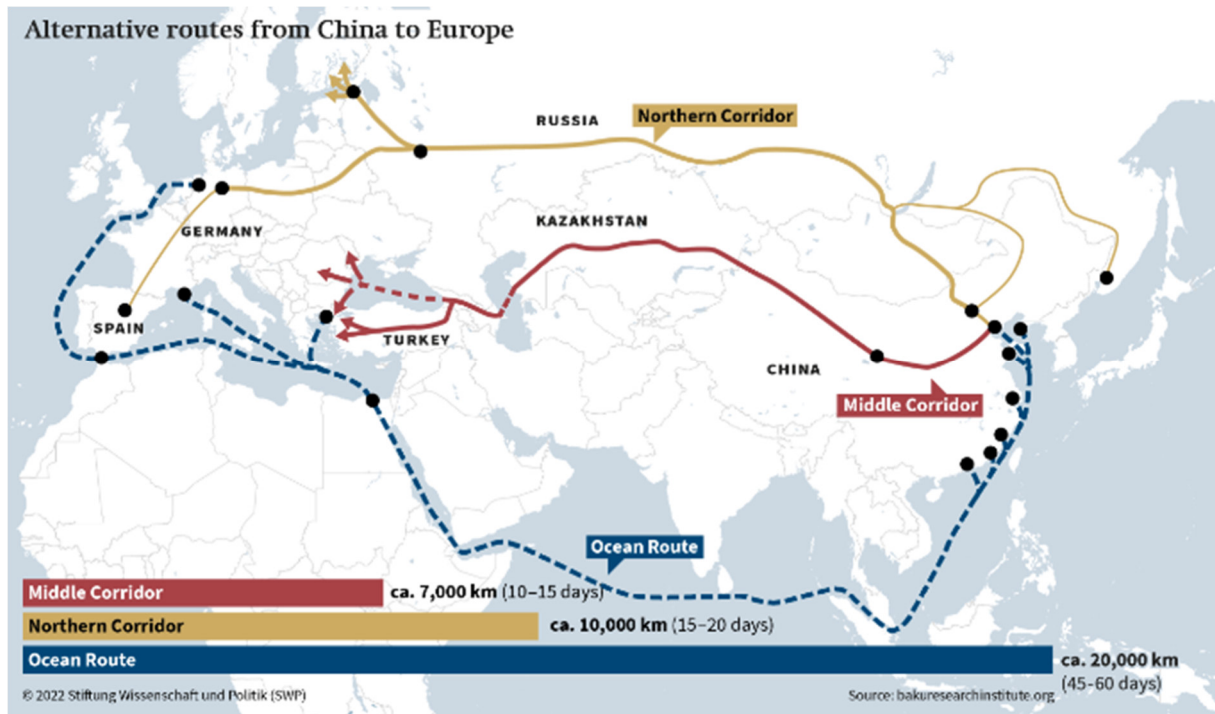 Alternative routes from China to Europe
RUSSIA
Northern Corridor
KAZAKHSTAN
GERMANY
SPAIN
TURKEY
CHINA
Middle Corridor
Ocean Route
Middle Corridor
ca. 7,000 km (10–15 days)
Northern Corridor
ca. 10,000 km (15–20 days)
Ocean Route
ca. 20,000 km
(45-60 days)
© 2022 Stiftung Wissenschaft und Politik (SWP)
Source: bakuresearchinstitute.org